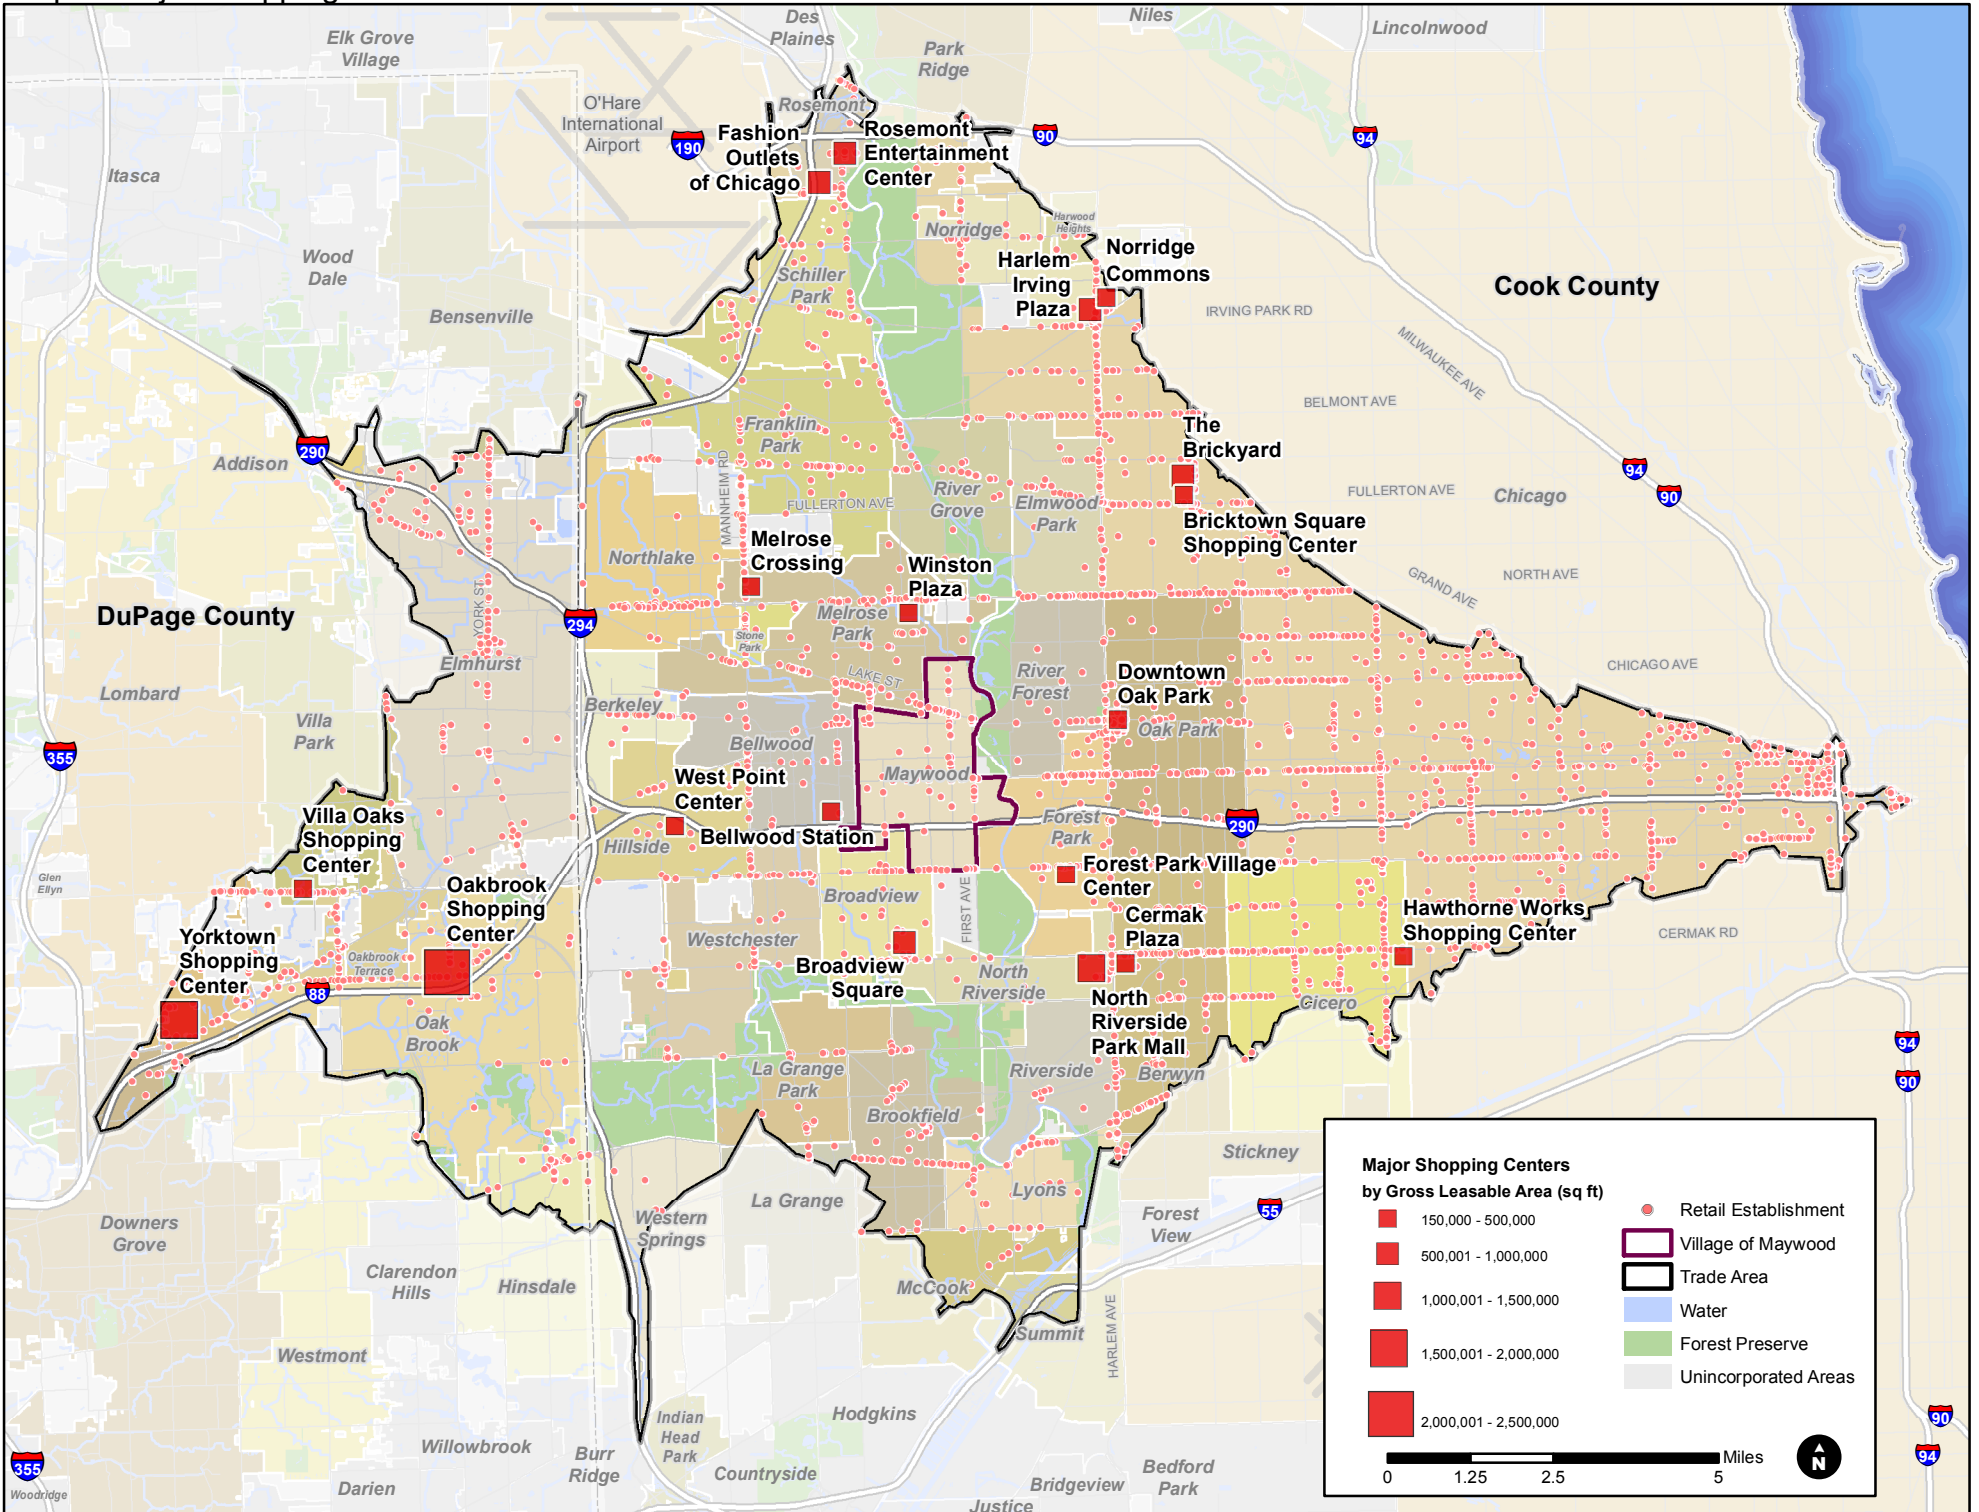 Elk Grove
Village
Des
Plaines
Niles
Lincolnwood
Park
Ridge
O'Hare
International
Airport
190
Rosemont
90
94
Fashion
Outlets
of Chicago
Rosemont
Entertainment
Center
Itasca
Wood
Dale
Bensenville
Norridge
Harwood
Heights
Schiller
Park
Harlem
Irving
Plaza
Norridge
Commons
Cook County
IRVING PARK RD
MILWAUKEE AVE
BELMONT AVE
290
Addison
Franklin
Park
MANNHEIM RD
FULLERTON AVE
The
Brickyard
River
Grove
Elmwood
Park
94
90
FULLERTON AVE
Chicago
Bricktown Square
Shopping Center
Northlake
Melrose
Crossing
Winston
Plaza
NORTH AVE
GRAND AVE
DuPage County
YORK ST
294
Stone
Park
Melrose
Park
Elmhurst
LAKE ST
River
Forest
CHICAGO AVE
Lombard
Villa
Park
Berkeley
Downtown
Oak Park
Oak Park
Bellwood
355
Maywood
West Point
Center
Villa Oaks
Shopping
Center
Bellwood Station
Hillside
Forest
Park
290
Glen
Ellyn
Forest Park Village
Center
Broadview
FIRST AVE
Oakbrook
Shopping
Center
Cermak
Plaza
Hawthorne Works
Shopping Center
CERMAK RD
Yorktown
Shopping
Center
Oakbrook
Terrace
Westchester
Broadview
Square
North
Riverside
88
Cicero
North
Riverside
Park Mall
Oak
Brook
94
90
La Grange
Park
Riverside
Berwyn
Brookfield
Stickney
La Grange
Lyons
Western
Springs
Forest
View
55
Downers
Grove
Clarendon
Hills
Hinsdale
McCook
Summit
HARLEM AVE
Westmont
Hodgkins
Indian
Head
Park
Willowbrook
Burr
Ridge
Countryside
Bridgeview
Bedford
Park
Justice
Darien
355
Woodridge
90
94
Major Shopping Centers
by Gross Leasable Area (sq ft)
150,000 - 500,000
500,001 - 1,000,000
1,000,001 - 1,500,000
1,500,001 - 2,000,000
2,000,001 - 2,500,000
Retail Establishment
Village of Maywood
Trade Area
Water
Forest Preserve
Unincorporated Areas
Miles
0 1.25 2.5 5
N